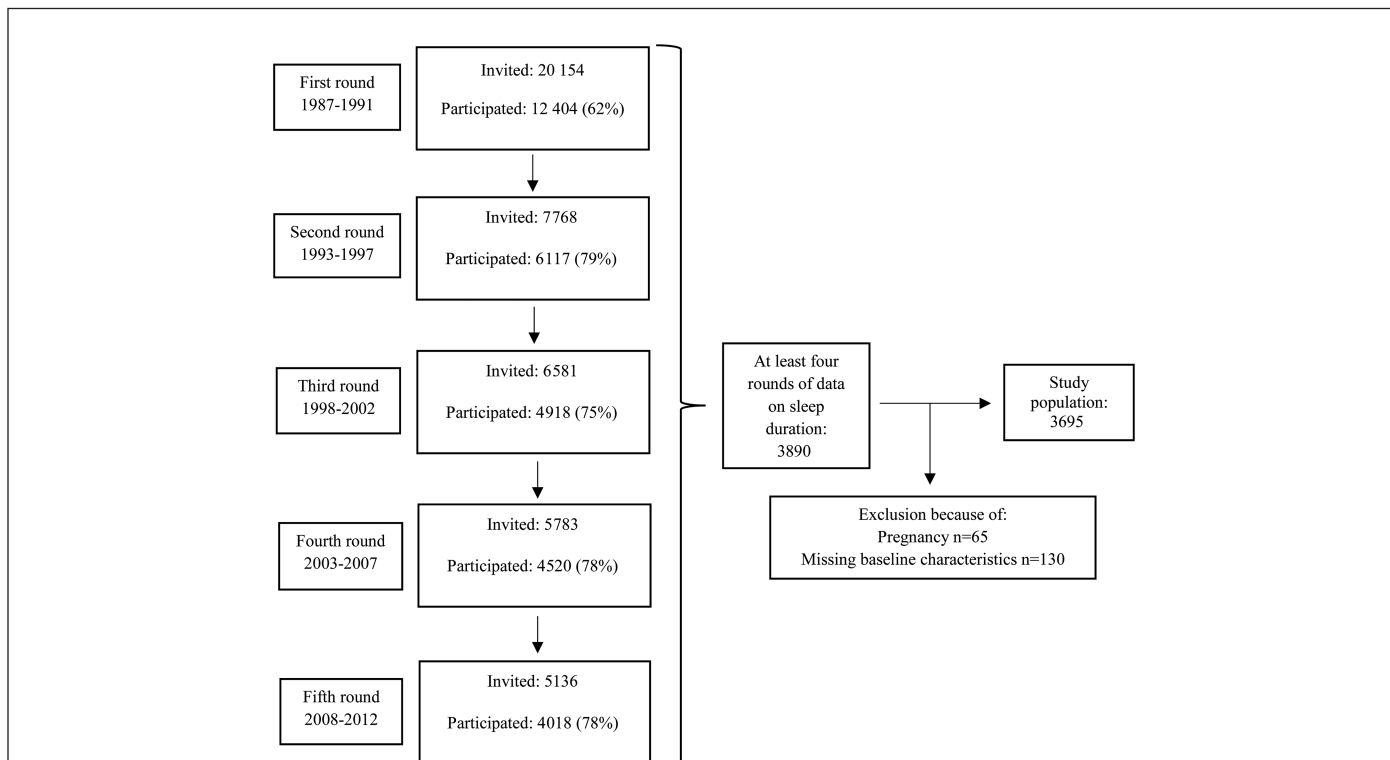 First round
1987-1991
Invited: 20 154
Participated: 12 404 (62%)
Second round
1993-1997
Invited: 7768
Participated: 6117 (79%)
Third round
1998-2002
Invited: 6581
Participated: 4918 (75%)
Fourth round
2003-2007
Invited: 5783
Participated: 4520 (78%)
Fifth round
2008-2012
Invited: 5136
Participated: 4018 (78%)
At least four
rounds of data
on sleep
duration:
3890
Study
population:
3695
Exclusion because of:
Pregnancy n=65
Missing baseline characteristics n=130